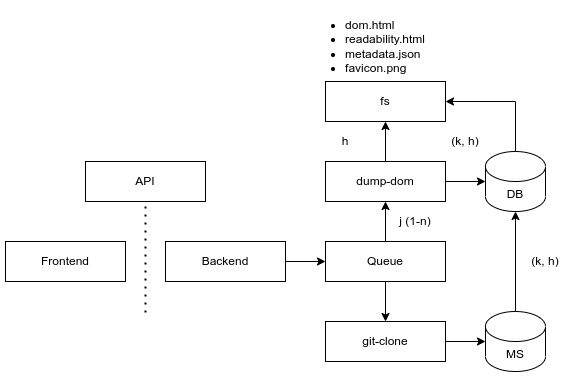 dom.html
readability.html
metadata.json
favicon.png
fs
h
(k, h)
API
dump-dom
DB
j (1-n)
Frontend
Backend
Queue
(k, h)
git-clone
MS